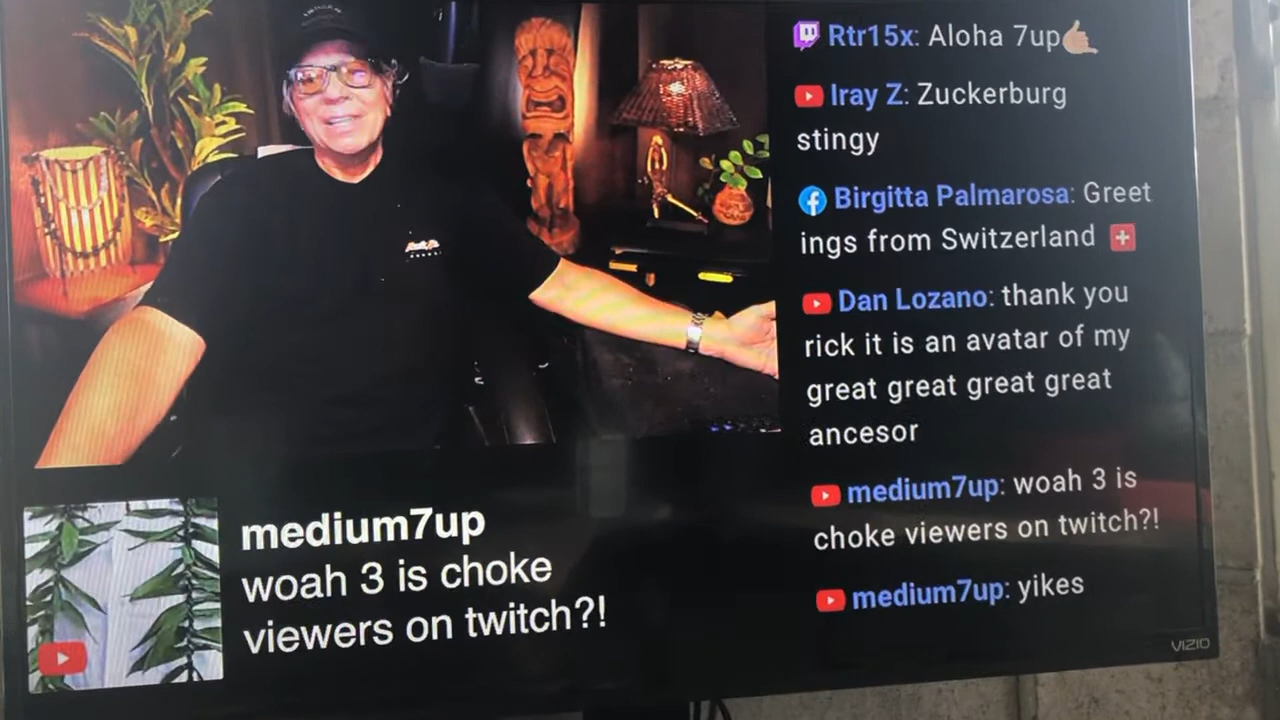 Rtr15x: Aloha 7up🤙🏼
Iray Z: Zuckerburg
stingy
Birgitta Palmarosa: Greet
ings from Switzerland 🇨🇭
Dan Lozano: thank you
rick it is an avatar of my
great great great great
ancesor
medium7up: woah 3 is
choke viewers on twitch?!
medium7up: yikes
medium7up
woah 3 is choke
viewers on twitch?!
VIZIO